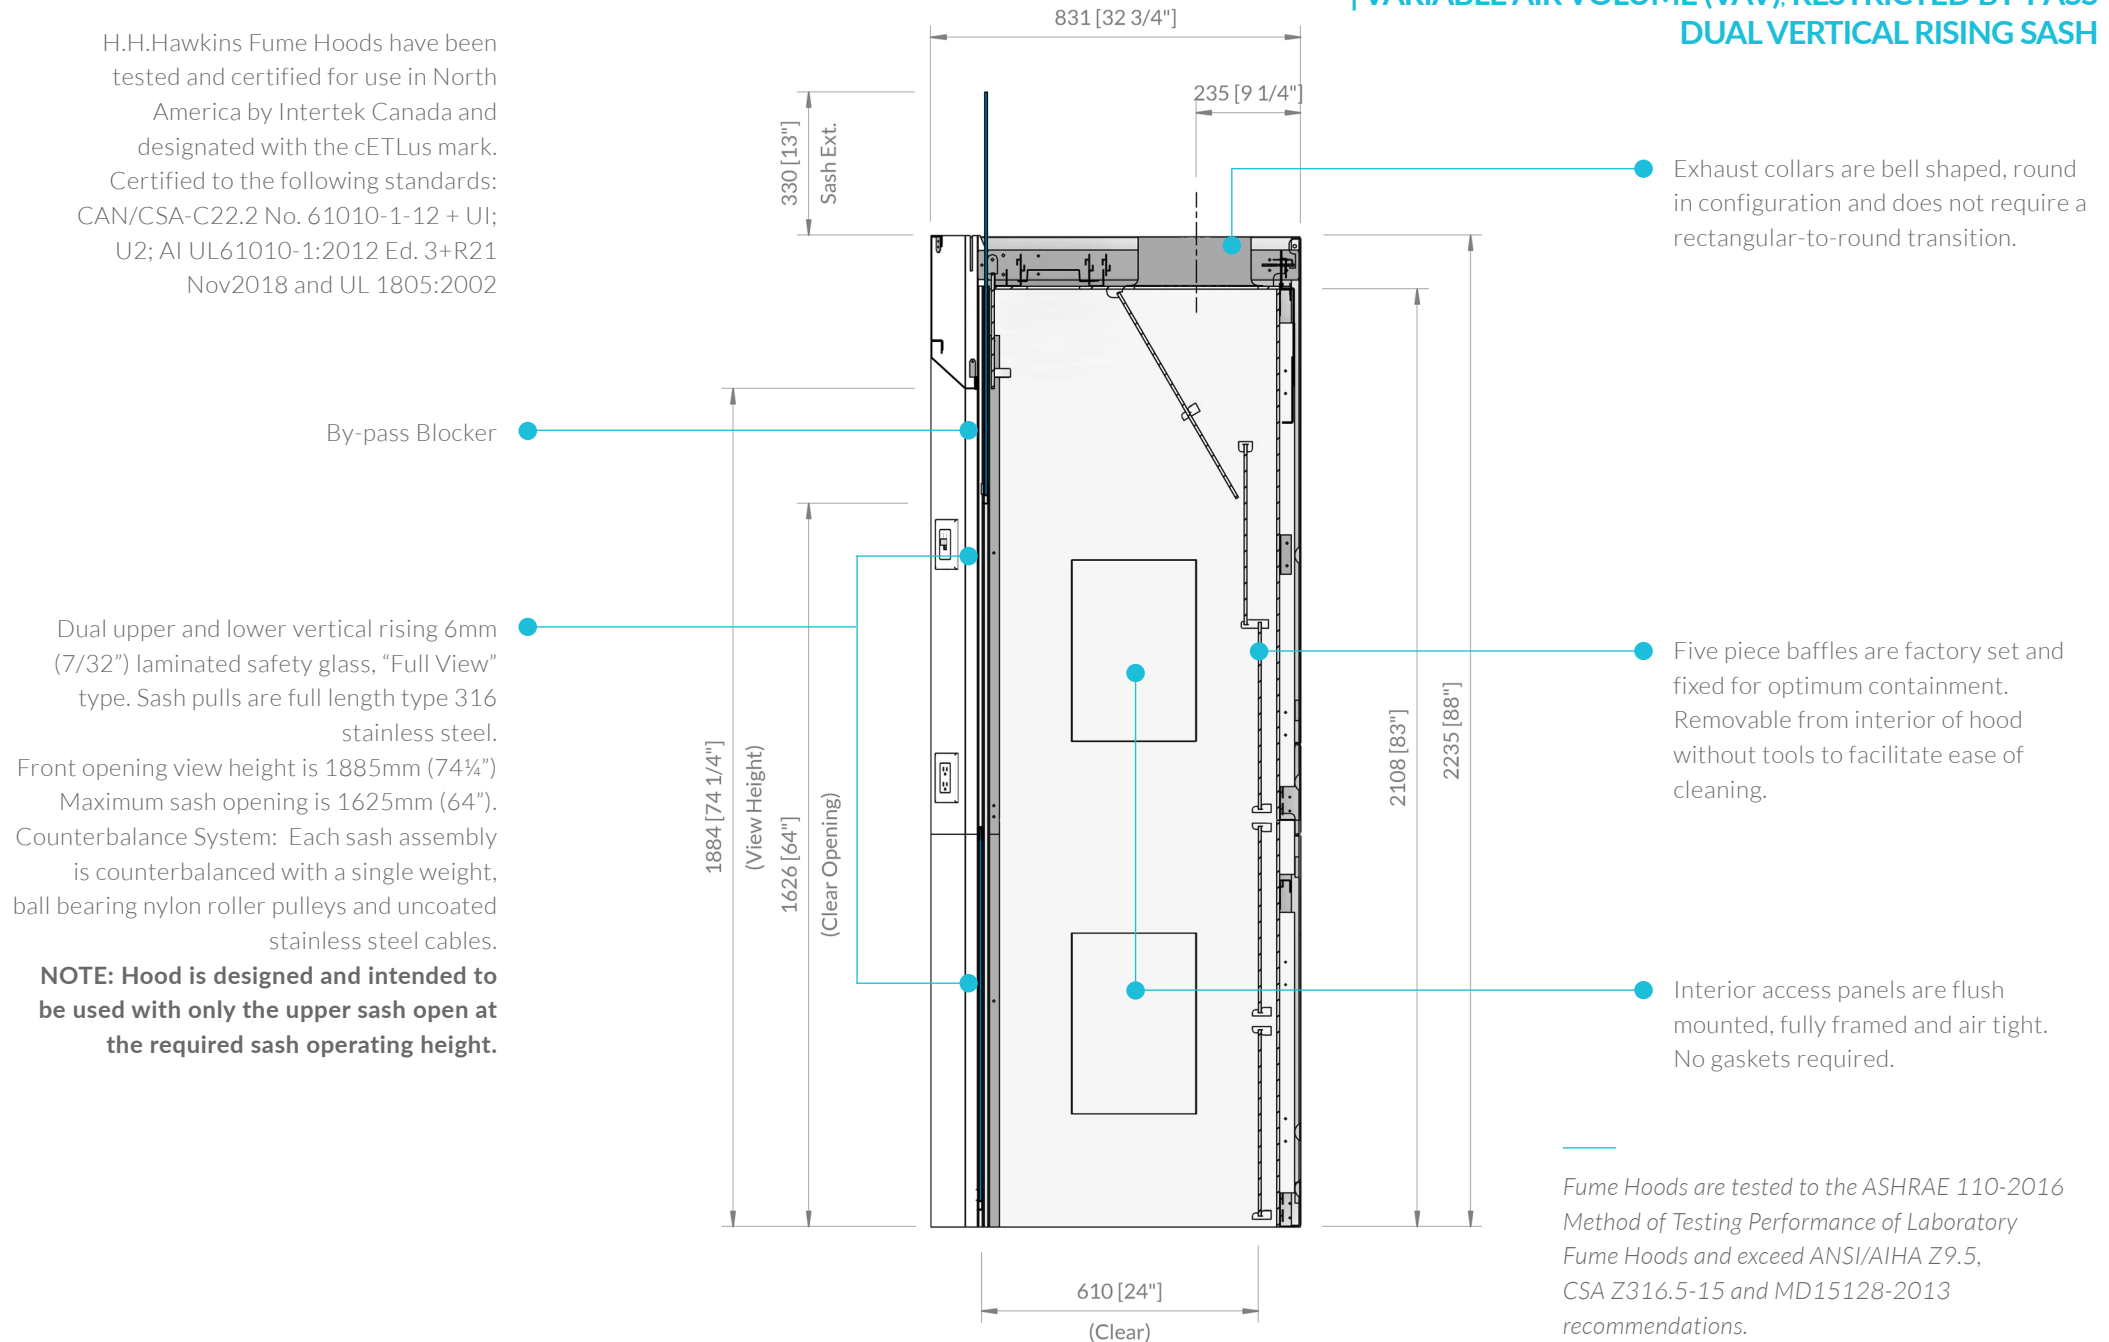 | VARIABLE AIR VOLUME (VAV), RESTRICTED BY-PASS
DUAL VERTICAL RISING SASH
H.H.Hawkins Fume Hoods have been
tested and certified for use in North
America by Intertek Canada and
designated with the cETLus mark.
Certified to the following standards:
CAN/CSA-C22.2 No. 61010-1-12 + UI;
U2; AI UL61010-1:2012 Ed. 3+R21
Nov2018 and UL 1805:2002
By-pass Blocker
Dual upper and lower vertical rising 6mm
(7/32”) laminated safety glass, “Full View”
type. Sash pulls are full length type 316
stainless steel.
Front opening view height is 1885mm (74¼”)
Maximum sash opening is 1625mm (64”).
Counterbalance System: Each sash assembly
is counterbalanced with a single weight,
ball bearing nylon roller pulleys and uncoated
stainless steel cables.
NOTE: Hood is designed and intended to
be used with only the upper sash open at
the required sash operating height.
831 [32 3/4"]
235 [9 1/4"]
330 [13"]
Sash Ext.
1884 [74 1/4"]
(View Height)
1626 [64"]
(Clear Opening)
2108 [83"]
2235 [88"]
610 [24"]
(Clear)
Exhaust collars are bell shaped, round
in configuration and does not require a
rectangular-to-round transition.
Five piece baffles are factory set and
fixed for optimum containment.
Removable from interior of hood
without tools to facilitate ease of
cleaning.
Interior access panels are flush
mounted, fully framed and air tight.
No gaskets required.
Fume Hoods are tested to the ASHRAE 110-2016
Method of Testing Performance of Laboratory
Fume Hoods and exceed ANSI/AIHA Z9.5,
CSA Z316.5-15 and MD15128-2013
recommendations.